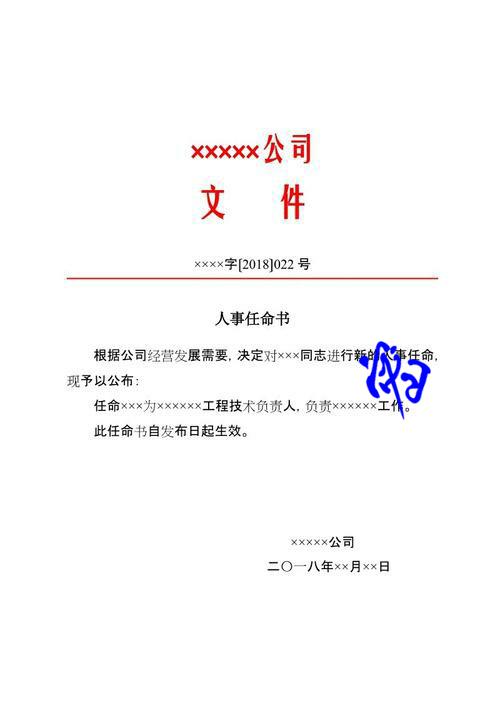 ×××××公司
文 件
××××字[2018]022 号
人事任命书
根据公司经营发展需要,决定对×××同志进行新的人事任命,
现予以公布:
任命×××为××××××工程技术负责人,负责××××××工作。
此任命书自发布日起生效。
×××××公司
二〇一八年××月××日